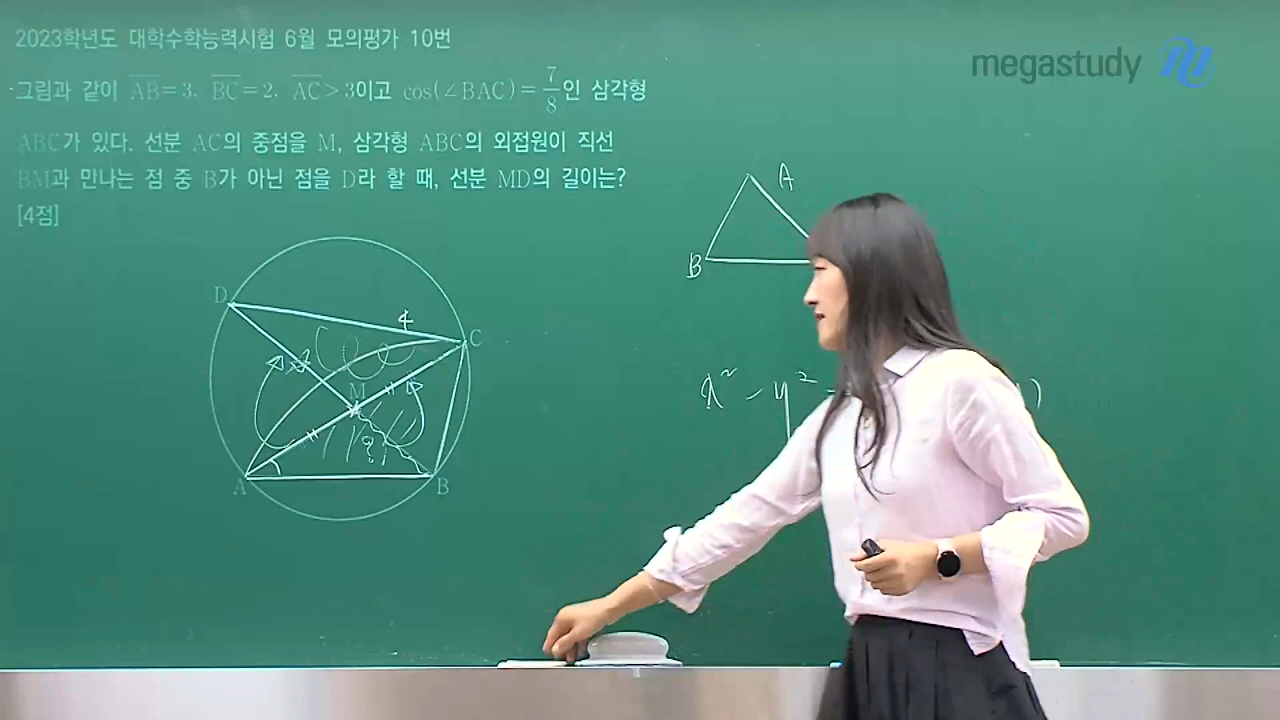 2023학년도 대학수학능력시험 6월 모의평가 10번
megastudy
그림과 같이 AB=3, BC=2, AC>3이고 cos(∠BAC)=7/8인 삼각형
ABC가 있다. 선분 AC의 중점을 M, 삼각형 ABC의 외접원이 직선
BM과 만나는 점 중 B가 아닌 점을 D라 할 때, 선분 MD의 길이는?
[4점]
A
B
D
4
C
M
A
B
x² - y² =